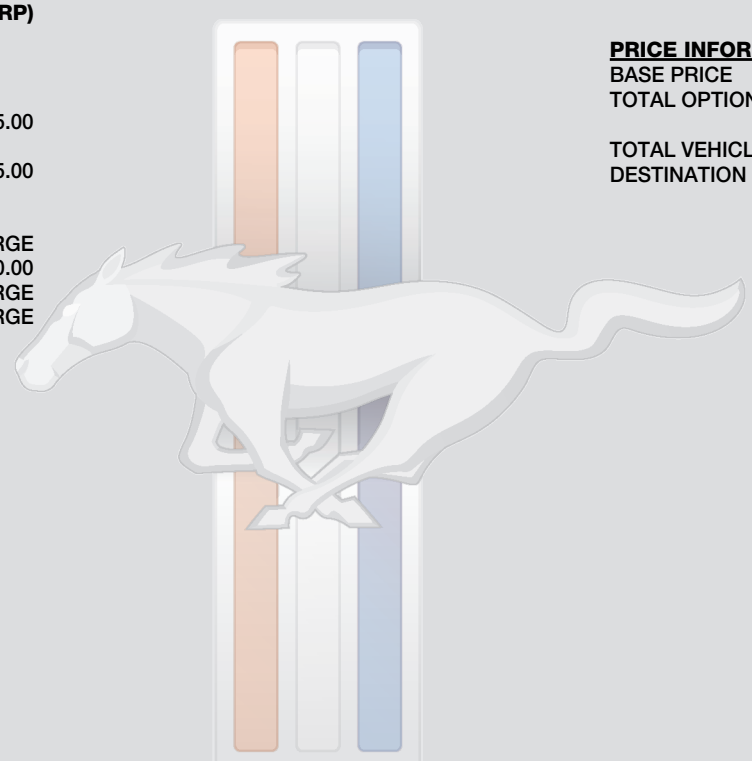 RP)
5.00
5.00
RGE
0.00
RGE
RGE
PRICE INFOR
BASE PRICE
TOTAL OPTION
TOTAL VEHICL
DESTINATION